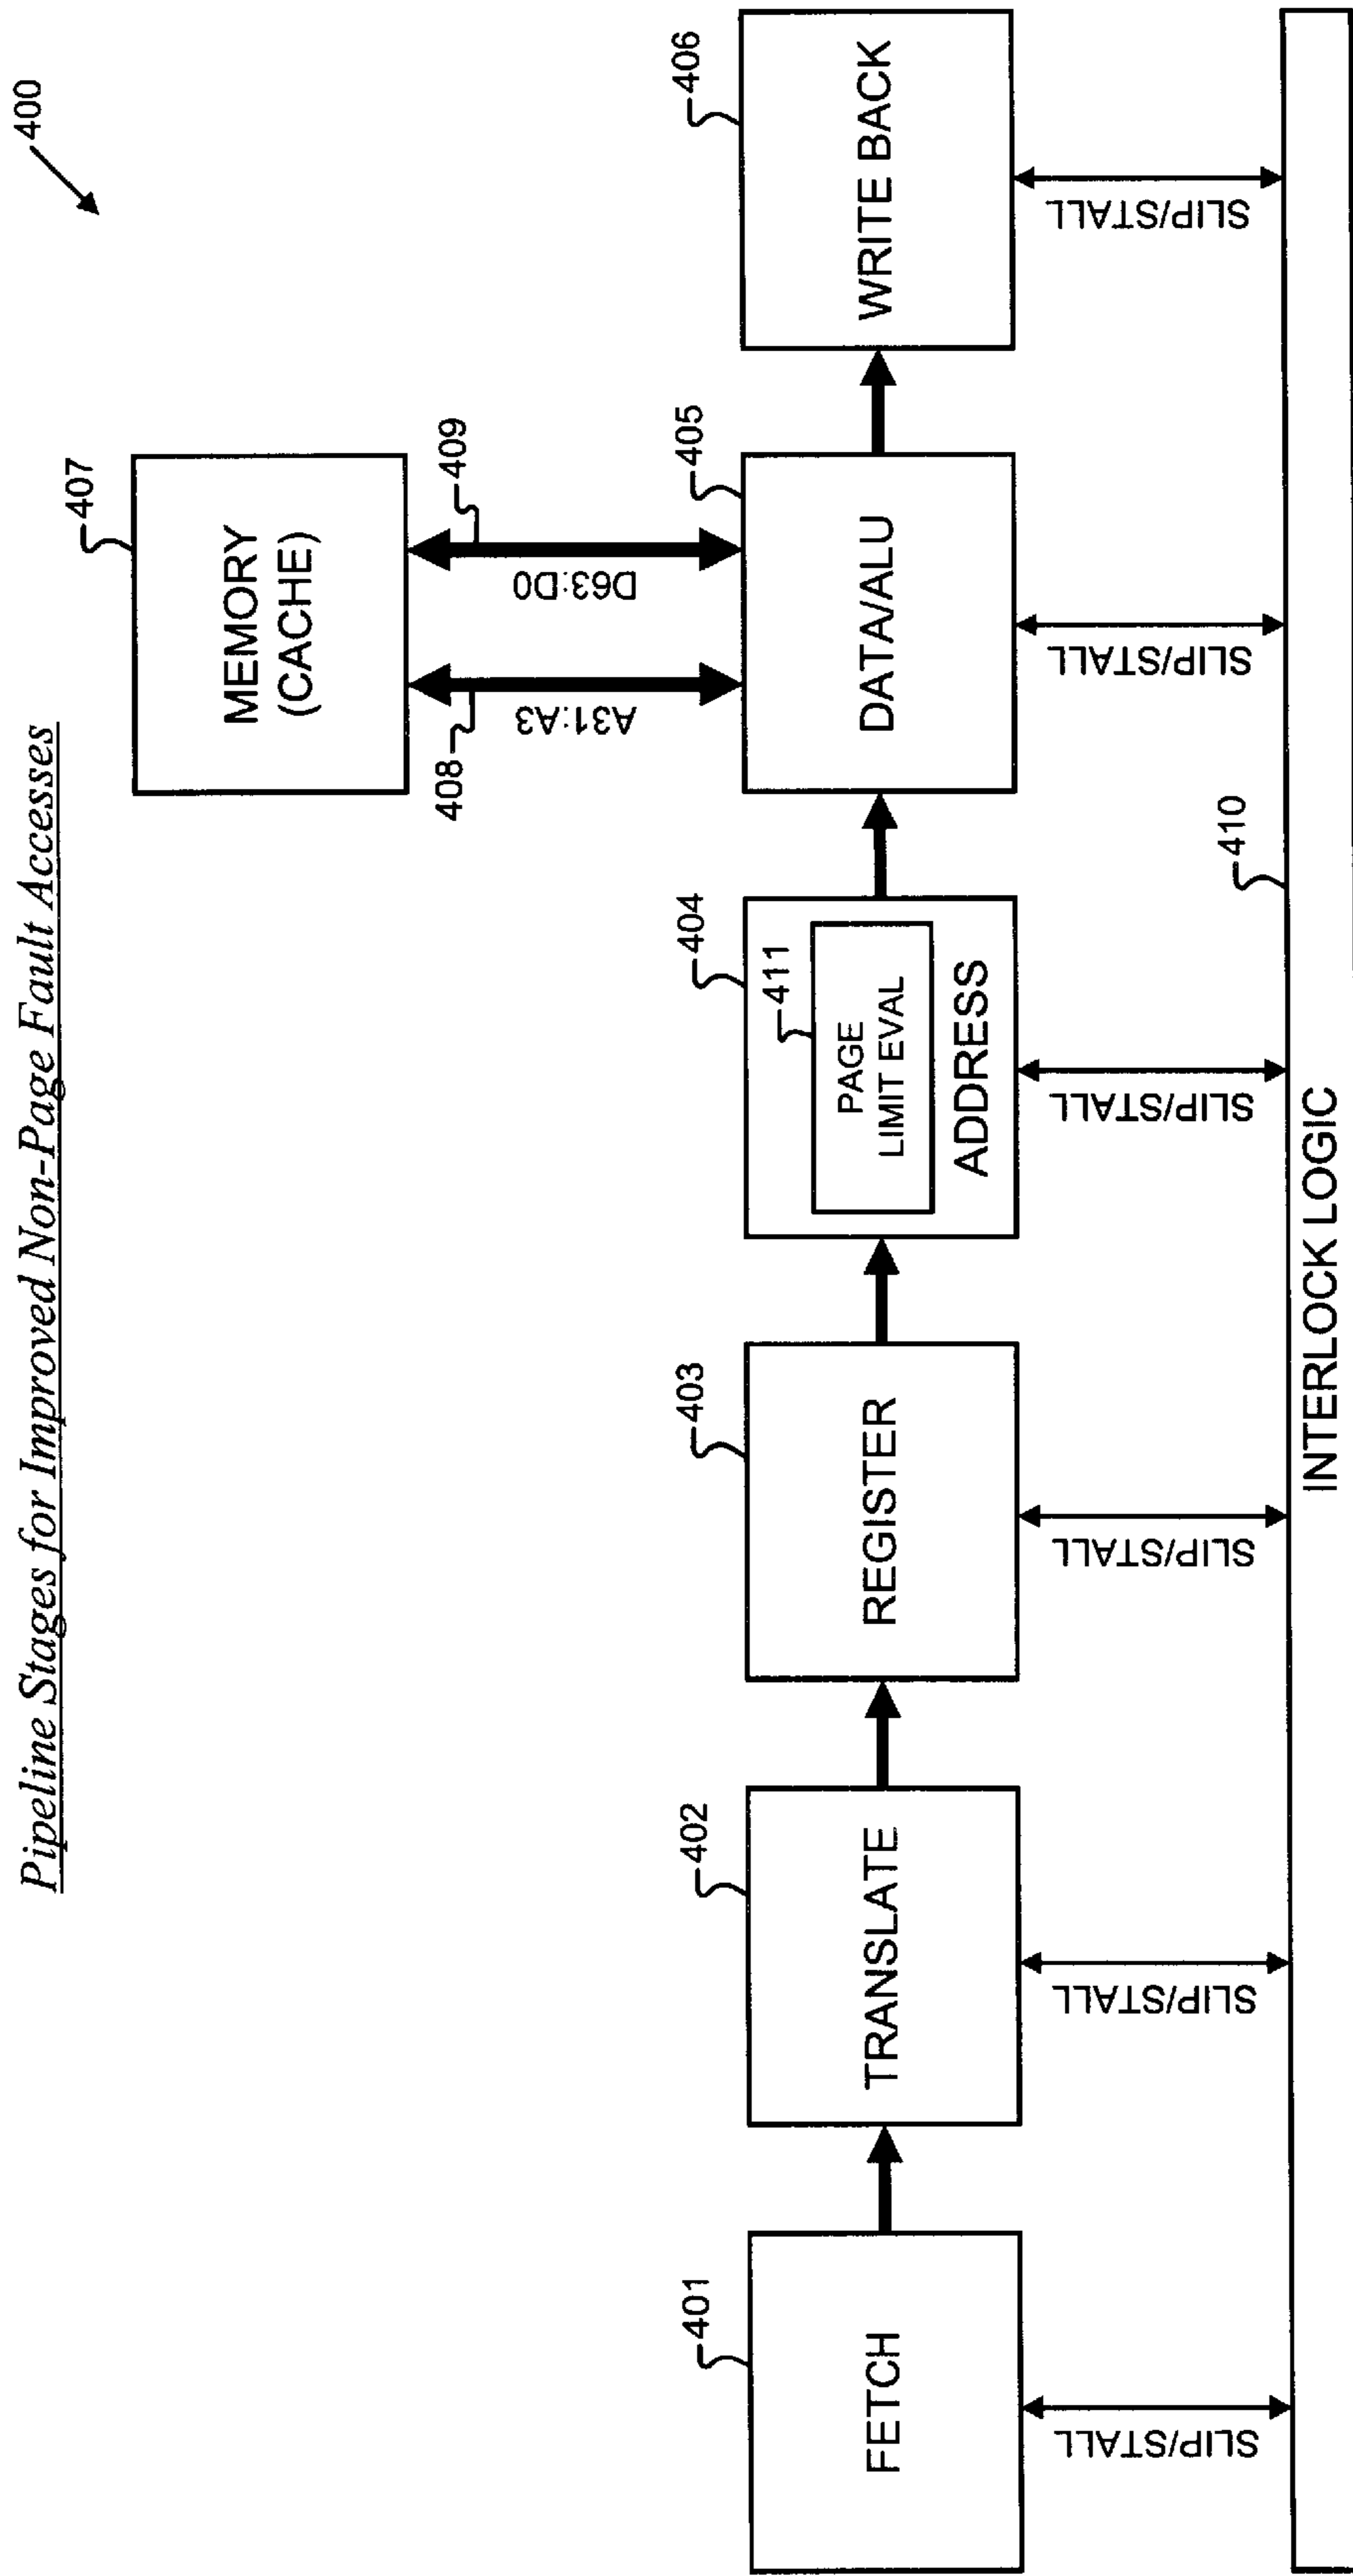 Pipeline Stages for Improved Non-Page Fault Accesses
400
407
MEMORY
(CACHE)
408
A31:A3
D63:D0
409
401
FETCH
402
TRANSLATE
403
REGISTER
404
411
PAGE
LIMIT EVAL
ADDRESS
405
DATA/ALU
406
WRITE BACK
SLIP/STALL
SLIP/STALL
SLIP/STALL
SLIP/STALL
SLIP/STALL
SLIP/STALL
410
INTERLOCK LOGIC